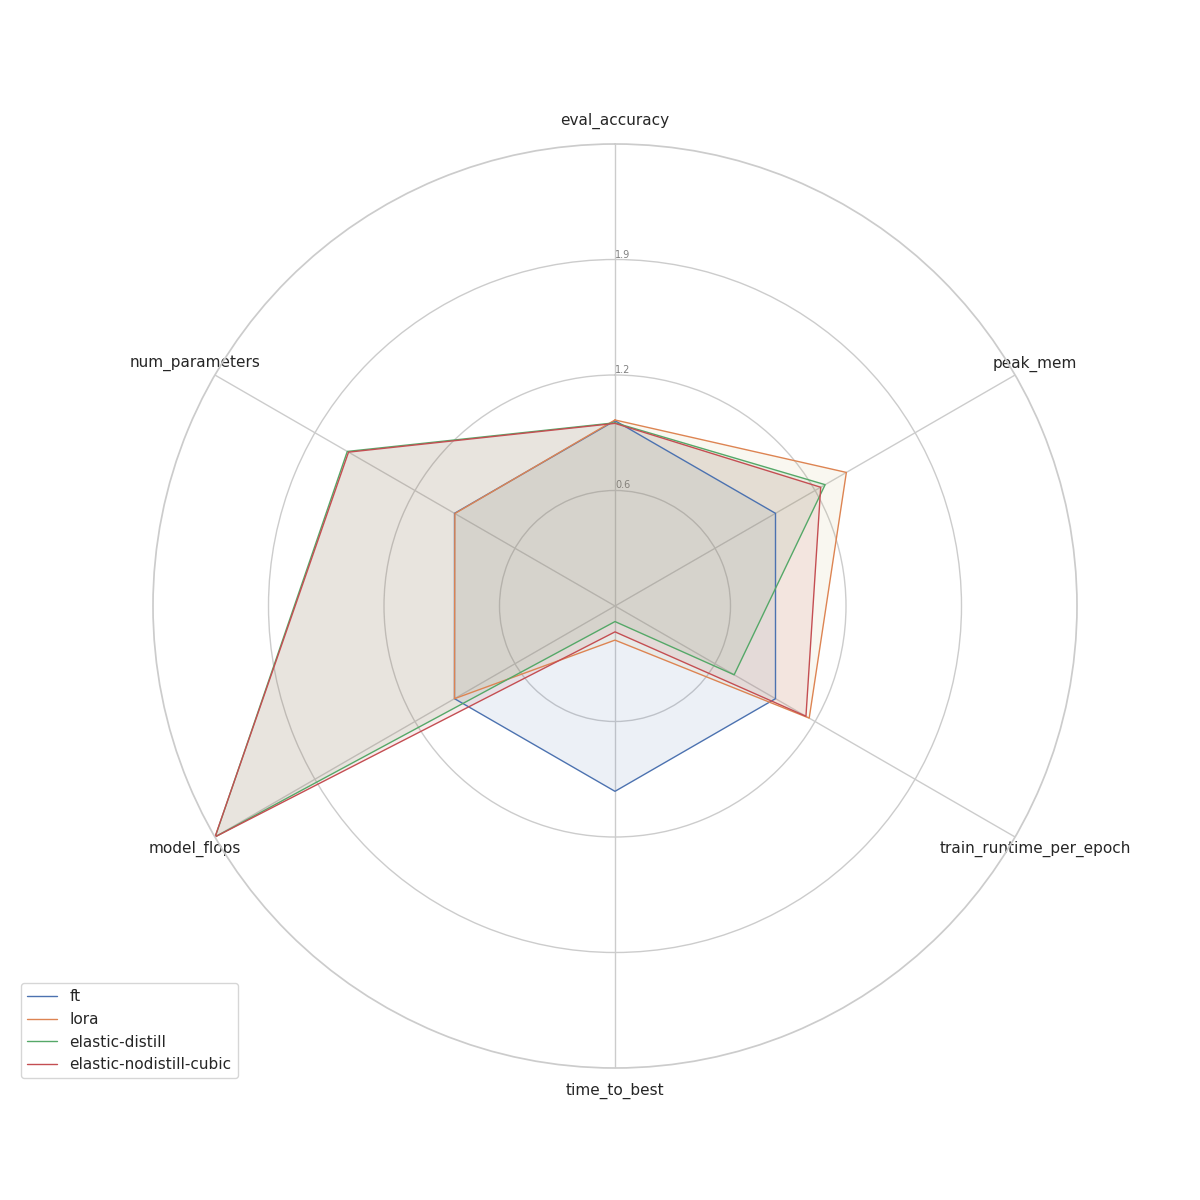 eval_accuracy
1.9
num_parameters
peak_mem
1.2
0.6
model_flops
train_runtime_per_epoch
ft
lora
elastic-distill
elastic-nodistill-cubic
time_to_best